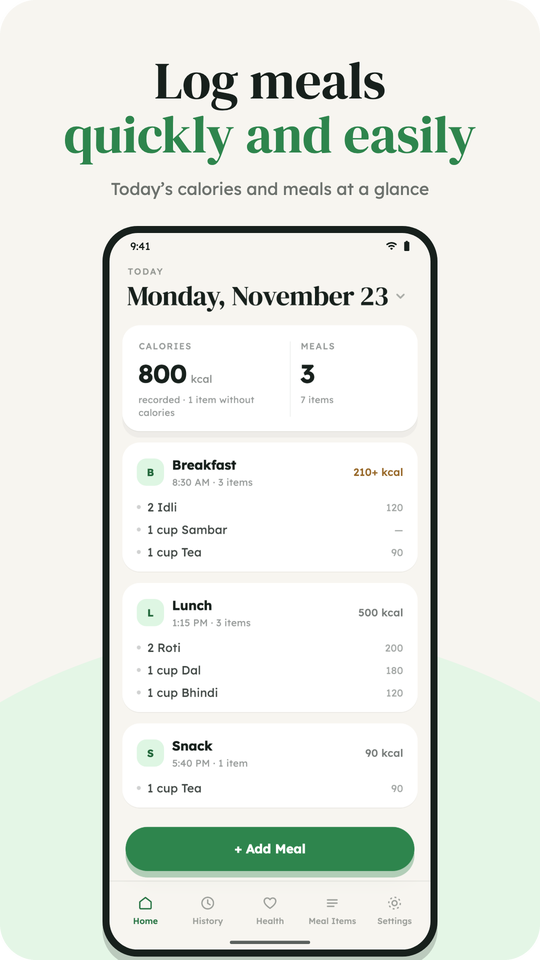 Log meals
quickly and easily
Today’s calories and meals at a glance
9:41
TODAY
Monday, November 23
CALORIES
800 kcal
recorded · 1 item without
calories
MEALS
3
7 items
B
Breakfast
8:30 AM · 3 items
210+ kcal
2 Idli 120
1 cup Sambar —
1 cup Tea 90
L
Lunch
1:15 PM · 3 items
500 kcal
2 Roti 200
1 cup Dal 180
1 cup Bhindi 120
S
Snack
5:40 PM · 1 item
90 kcal
1 cup Tea 90
+ Add Meal
Home History Health Meal Items Settings